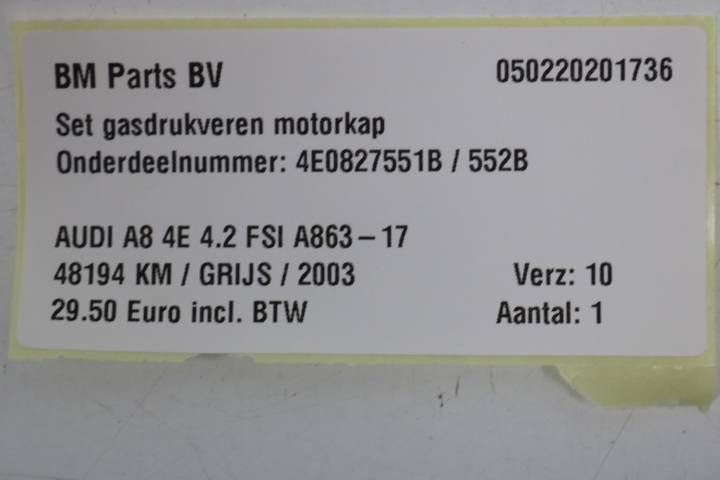 BM Parts BV 050220201736
Set gasdrukveren motorkap
Onderdeelnummer: 4E0827551B / 552B
AUDI A8 4E 4.2 FSI A863-17
48194 KM / GRIJS / 2003 Verz: 10
29.50 Euro incl. BTW Aantal: 1